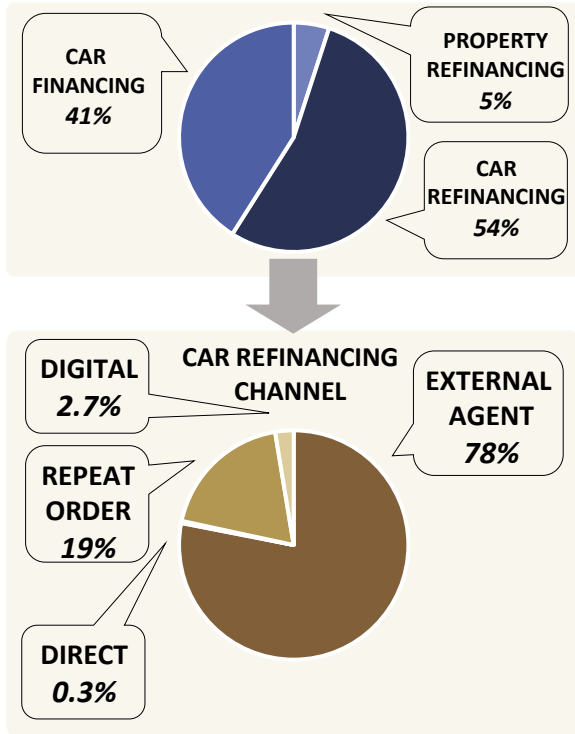 CAR
FINANCING
41%
PROPERTY
REFINANCING
5%
CAR
REFINANCING
54%
CAR REFINANCING
CHANNEL
DIGITAL
2.7%
EXTERNAL
AGENT
78%
REPEAT
ORDER
19%
DIRECT
0.3%